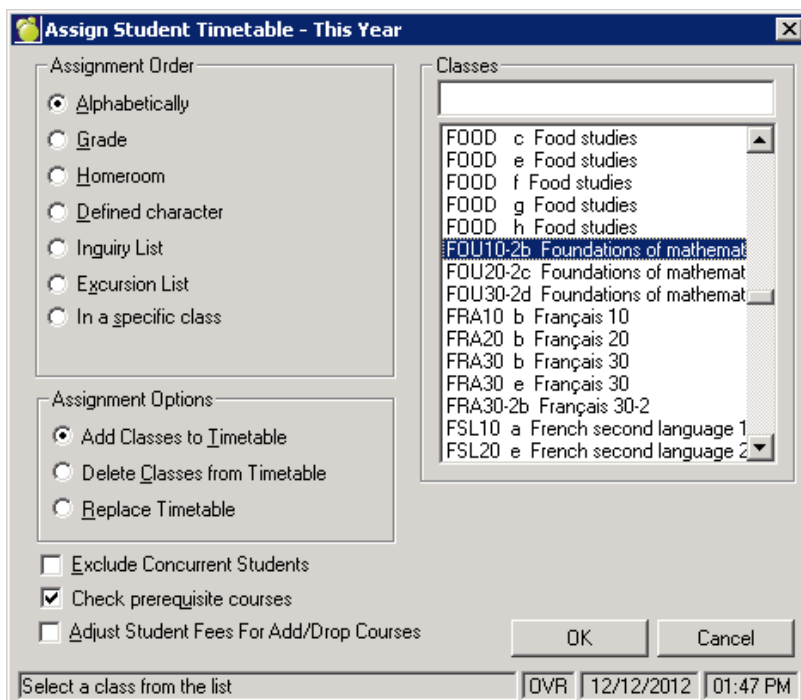 Assign Student Timetable - This Year
Assignment Order
Alphabetically
Grade
Homeroom
Defined character
Inguiry List
Excursion List
In a specific class
Assignment Options
Add Classes to Timetable
Delete Classes from Timetable
Replace Timetable
Exclude Concurrent Students
Check prerequisite courses
Adjust Student Fees For Add/Drop Courses
Classes
FOOD c Food studies
FOOD e Food studies
FOOD f Food studies
FOOD g Food studies
FOOD h Food studies
FOU10-2b Foundations of mathemat
FOU20-2c Foundations of mathemat
FOU30-2d Foundations of mathemat
FRA10 b Français 10
FRA20 b Français 20
FRA30 b Français 30
FRA30 e Français 30
FRA30-2b Français 30-2
FSL10 a French second language 1
FSL20 e French second language 2
OK Cancel
Select a class from the list OVR 12/12/2012 01:47 PM